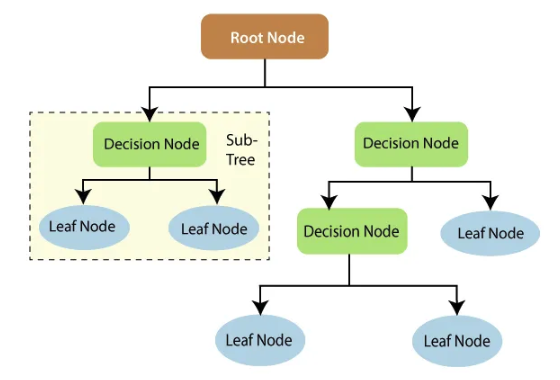 Root Node
Decision Node
Sub-
Tree
Decision Node
Leaf Node
Leaf Node
Decision Node
Leaf Node
Leaf Node
Leaf Node